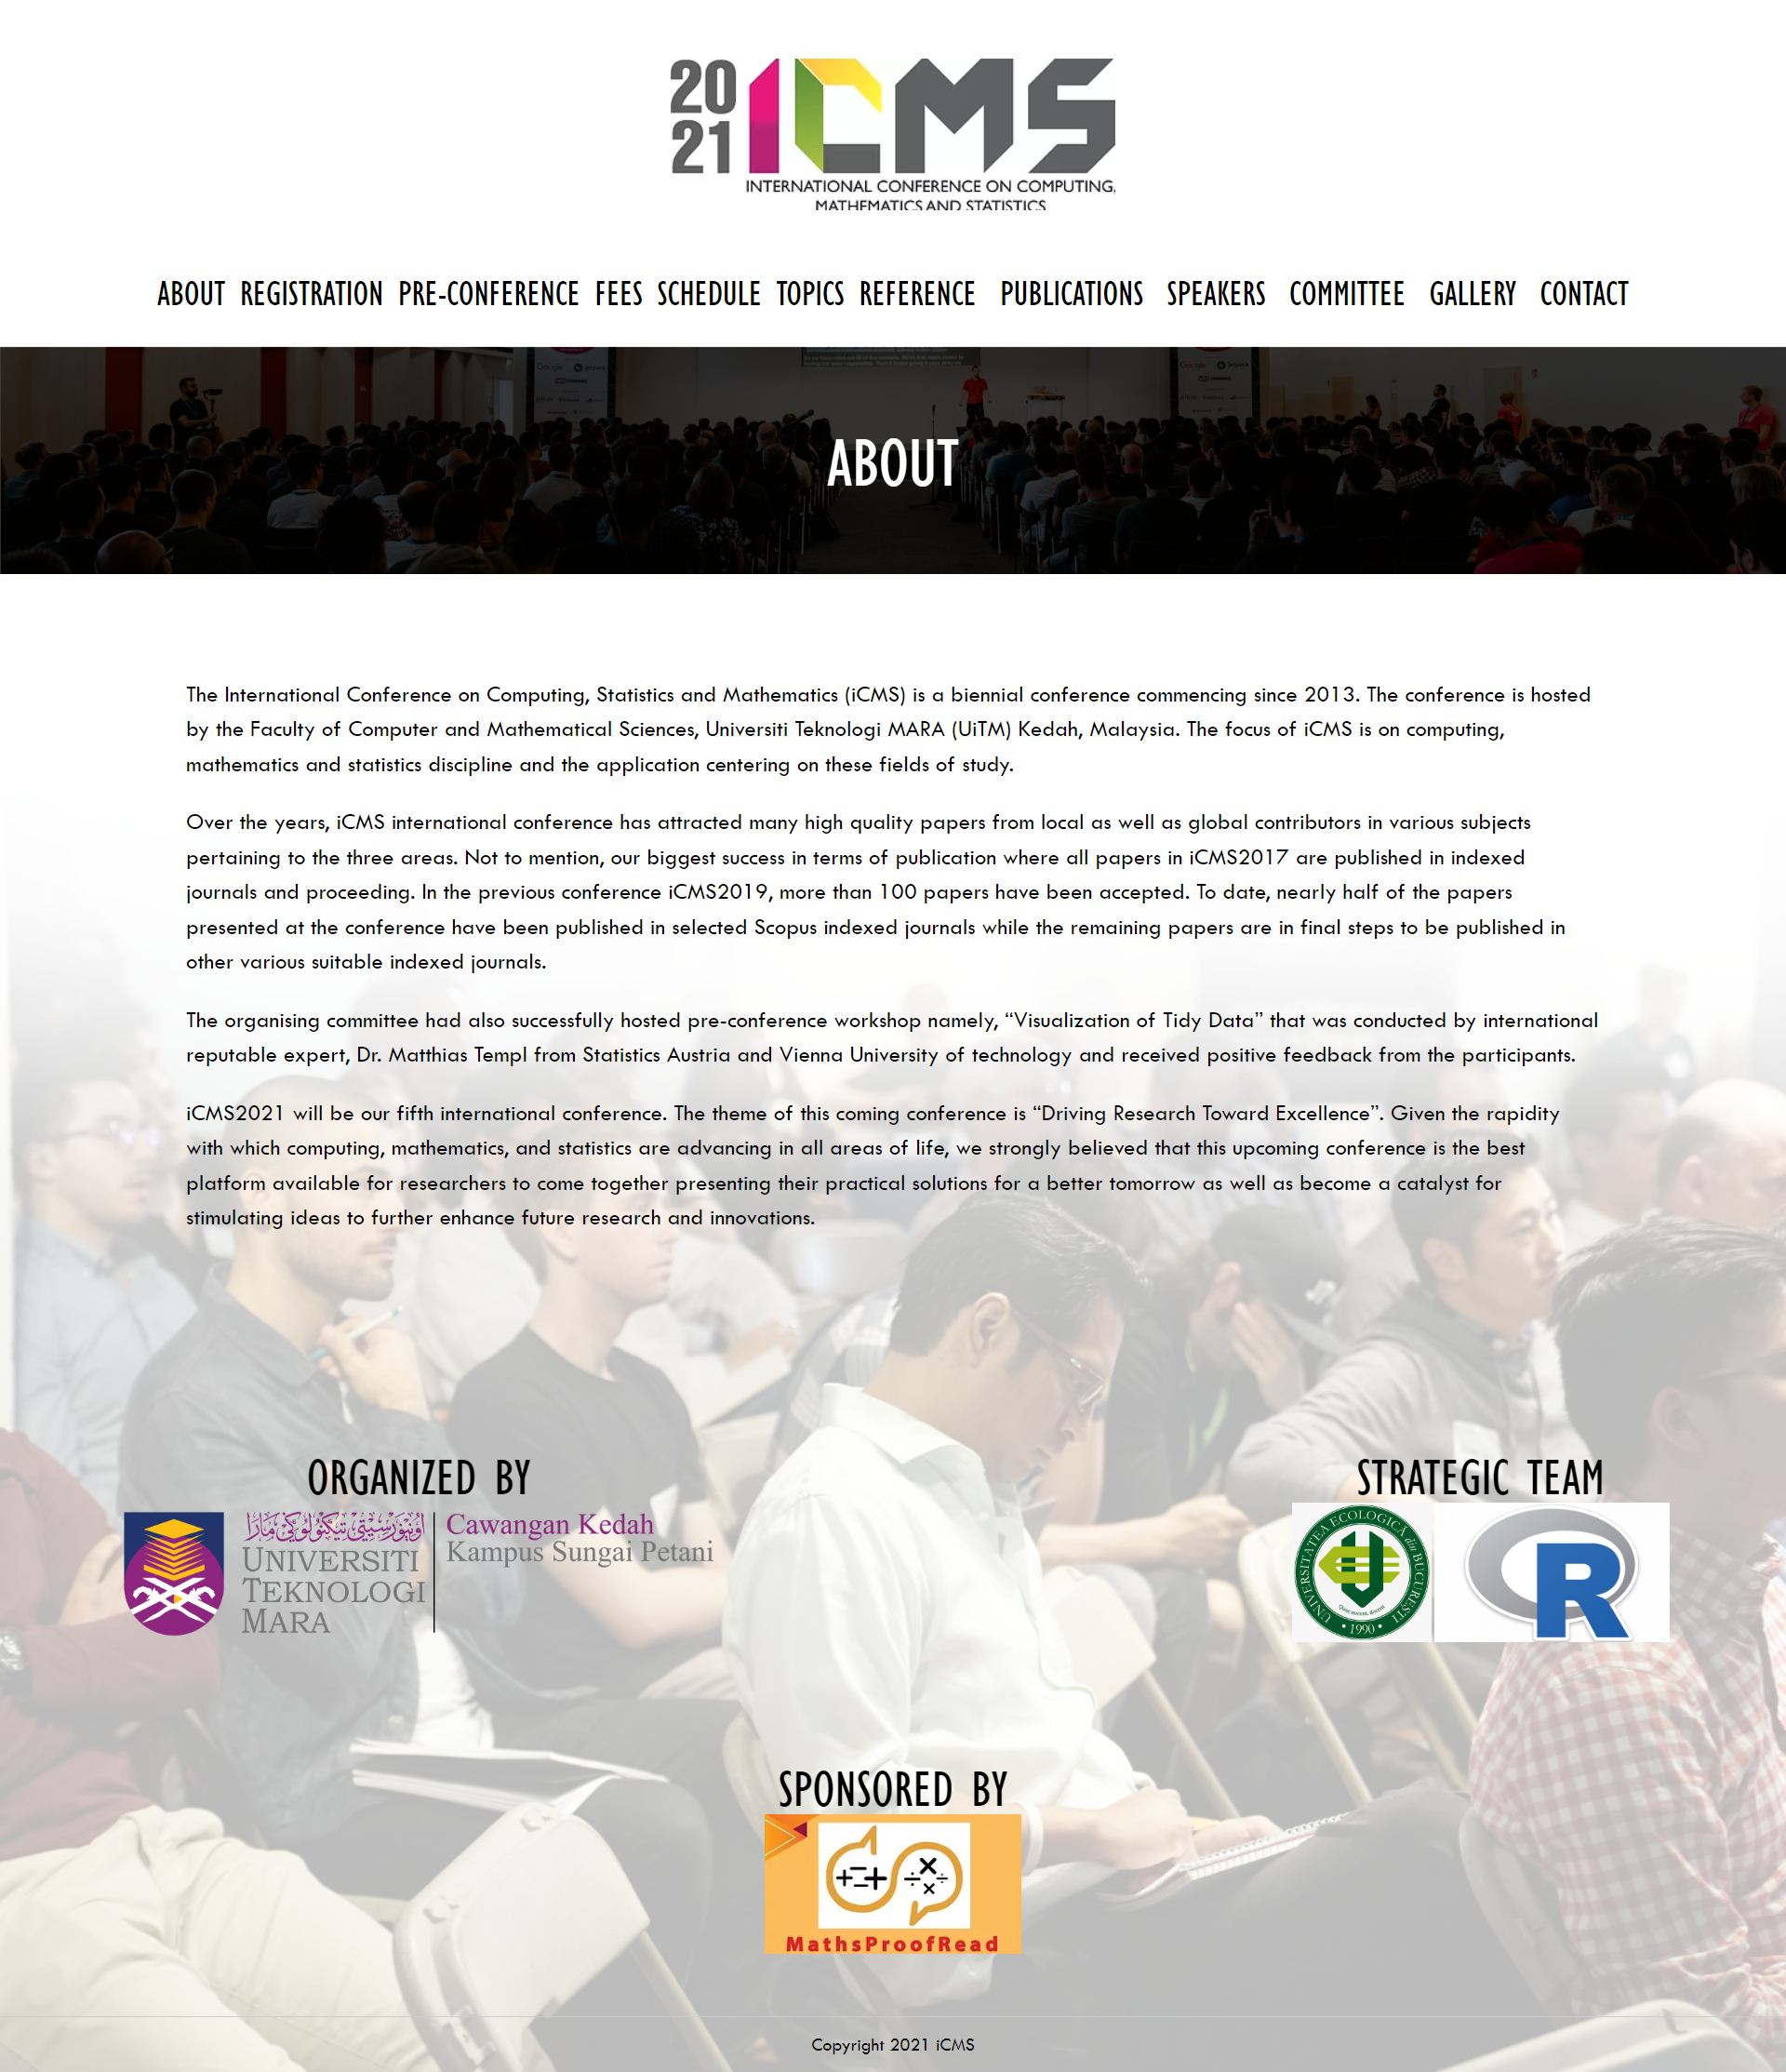 20
21
iCMS
INTERNATIONAL CONFERENCE ON COMPUTING,
MATHEMATICS AND STATISTICS
ABOUT REGISTRATION PRE-CONFERENCE FEES SCHEDULE TOPICS REFERENCE PUBLICATIONS SPEAKERS COMMITTEE GALLERY CONTACT
Google
Jetpack
Google
Jetpack
ABOUT
The International Conference on Computing, Statistics and Mathematics (iCMS) is a biennial conference commencing since 2013. The conference is hosted
by the Faculty of Computer and Mathematical Sciences, Universiti Teknologi MARA (UiTM) Kedah, Malaysia. The focus of iCMS is on computing,
mathematics and statistics discipline and the application centering on these fields of study.
Over the years, iCMS international conference has attracted many high quality papers from local as well as global contributors in various subjects
pertaining to the three areas. Not to mention, our biggest success in terms of publication where all papers in iCMS2017 are published in indexed
journals and proceeding. In the previous conference iCMS2019, more than 100 papers have been accepted. To date, nearly half of the papers
presented at the conference have been published in selected Scopus indexed journals while the remaining papers are in final steps to be published in
other various suitable indexed journals.
The organising committee had also successfully hosted pre-conference workshop namely, “Visualization of Tidy Data” that was conducted by international
reputable expert, Dr. Matthias Templ from Statistics Austria and Vienna University of technology and received positive feedback from the participants.
iCMS2021 will be our fifth international conference. The theme of this coming conference is “Driving Research Toward Excellence”. Given the rapidity
with which computing, mathematics, and statistics are advancing in all areas of life, we strongly believed that this upcoming conference is the best
platform available for researchers to come together presenting their practical solutions for a better tomorrow as well as become a catalyst for
stimulating ideas to further enhance future research and innovations.
ORGANIZED BY
اونيۏرسيتي تيکنولوڬي مارا
UNIVERSITI
TEKNOLOGI
MARA
Cawangan Kedah
Kampus Sungai Petani
STRATEGIC TEAM
UNIVERSITATEA ECOLOGICĂ din BUCUREȘTI
1990
R
SPONSORED BY
MathsProofRead
Copyright 2021 iCMS